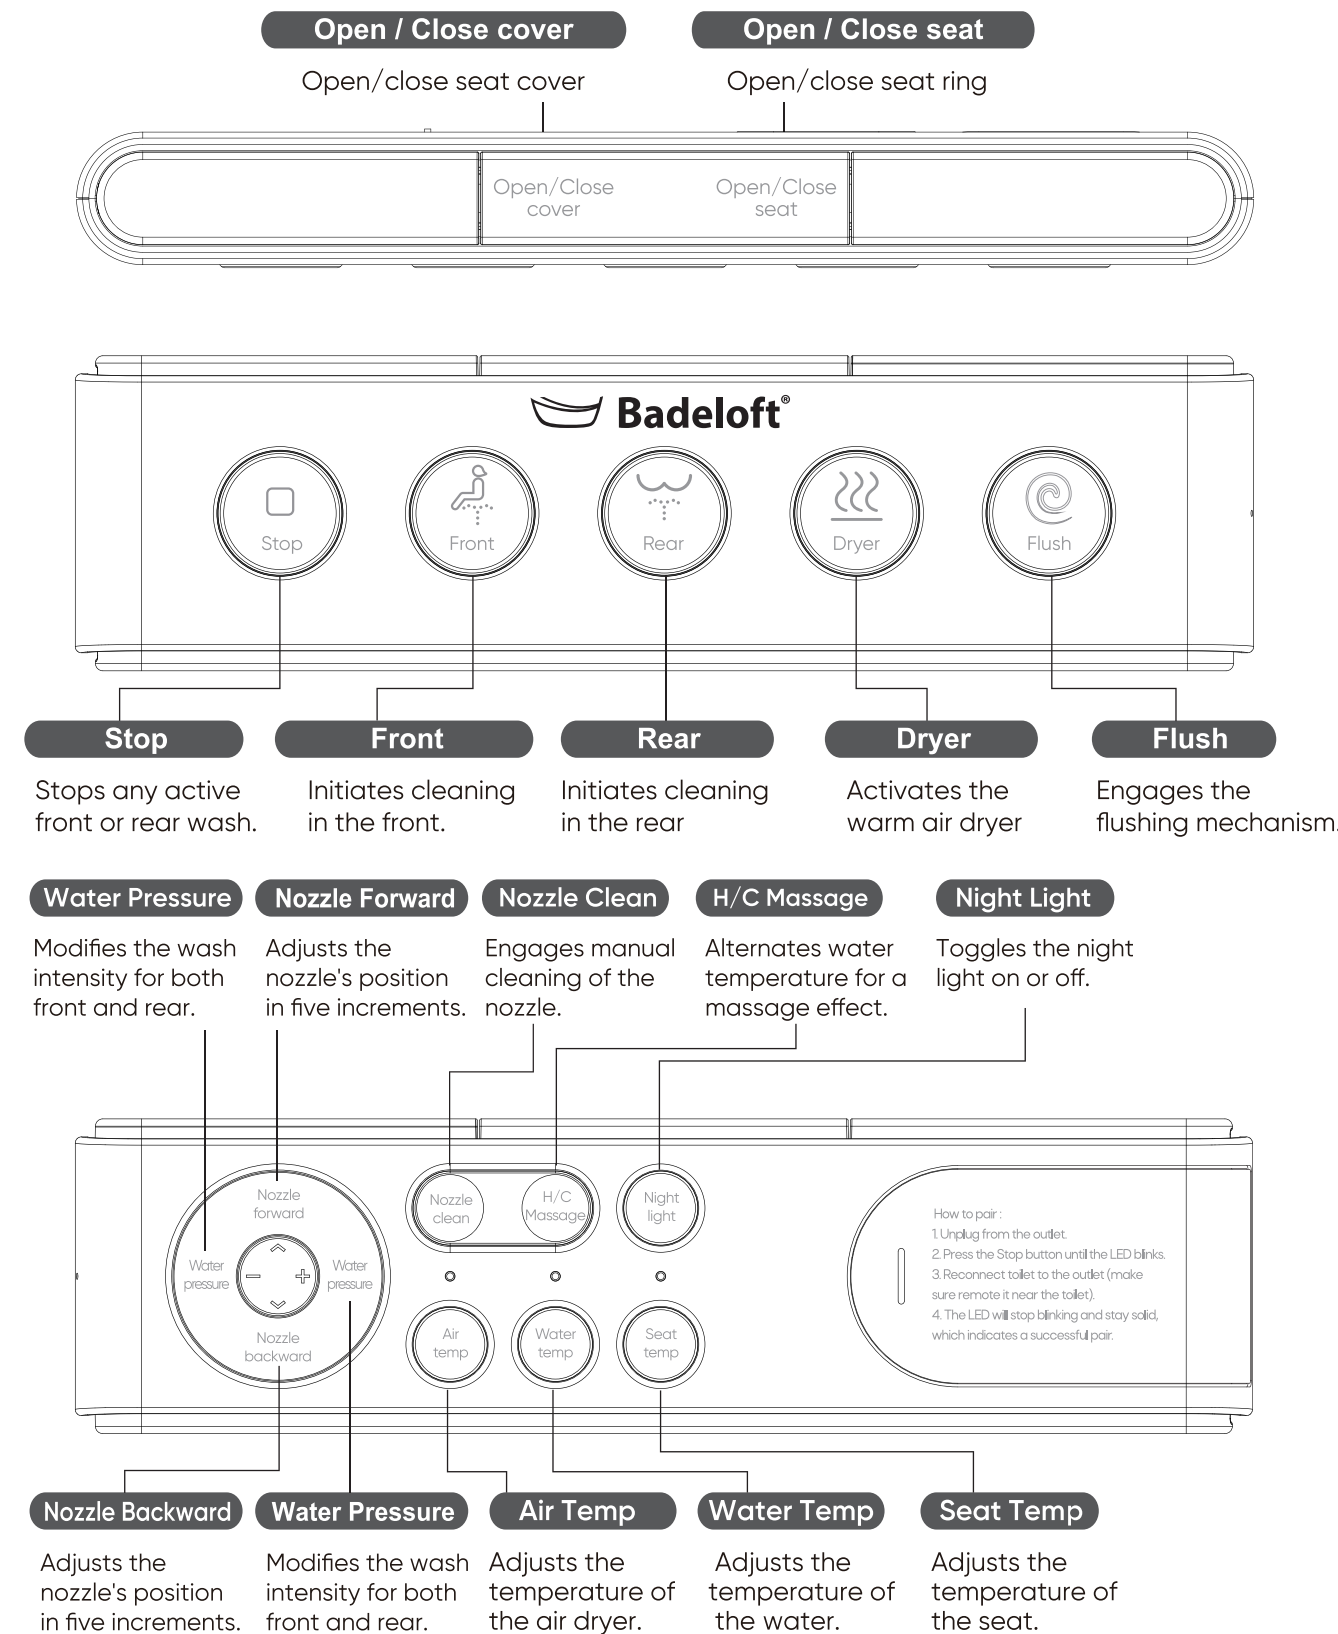 Open / Close cover
Open / Close seat
Open/close seat cover
Open/close seat ring
Open/Close
cover
Open/Close
seat
Badeloft®
Stop
Front
Rear
Dryer
Flush
Stop
Front
Rear
Dryer
Flush
Stops any active
front or rear wash.
Initiates cleaning
in the front.
Initiates cleaning
in the rear
Activates the
warm air dryer
Engages the
flushing mechanism.
Water Pressure
Nozzle Forward
Nozzle Clean
H/C Massage
Night Light
Modifies the wash
intensity for both
front and rear.
Adjusts the
nozzle's position
in five increments.
Engages manual
cleaning of the
nozzle.
Alternates water
temperature for a
massage effect.
Toggles the night
light on or off.
Nozzle
forward
Water
pressure
Water
pressure
Nozzle
backward
Nozzle
clean
H/C
Massage
Night
light
Air
temp
Water
temp
Seat
temp
How to pair :
1. Unplug from the outlet.
2. Press the Stop button until the LED blinks.
3. Reconnect toilet to the outlet (make
sure remote it near the toilet).
4. The LED will stop blinking and stay solid,
which indicates a successful pair.
Nozzle Backward
Water Pressure
Air Temp
Water Temp
Seat Temp
Adjusts the
nozzle's position
in five increments.
Modifies the wash
intensity for both
front and rear.
Adjusts the
temperature of
the air dryer.
Adjusts the
temperature of
the water.
Adjusts the
temperature of
the seat.